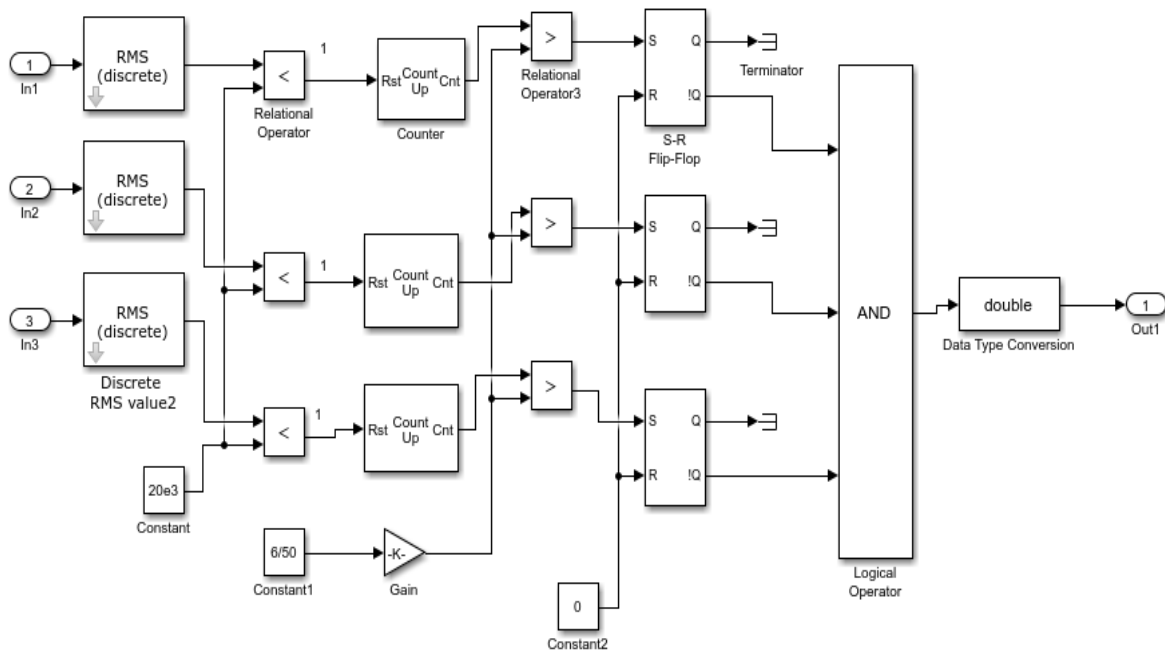 1
In1
RMS
(discrete)
<
Relational
Operator
1
Rst
Count
Up
Cnt
Counter
>
Relational
Operator3
S
Q
R
!Q
S-R
Flip-Flop
Terminator
2
In2
RMS
(discrete)
<
1
Rst
Count
Up
Cnt
>
S
Q
R
!Q
3
In3
RMS
(discrete)
Discrete
RMS value2
<
1
Rst
Count
Up
Cnt
>
S
Q
R
!Q
AND
Logical
Operator
double
Data Type Conversion
1
Out1
20e3
Constant
6/50
Constant1
-K-
Gain
0
Constant2